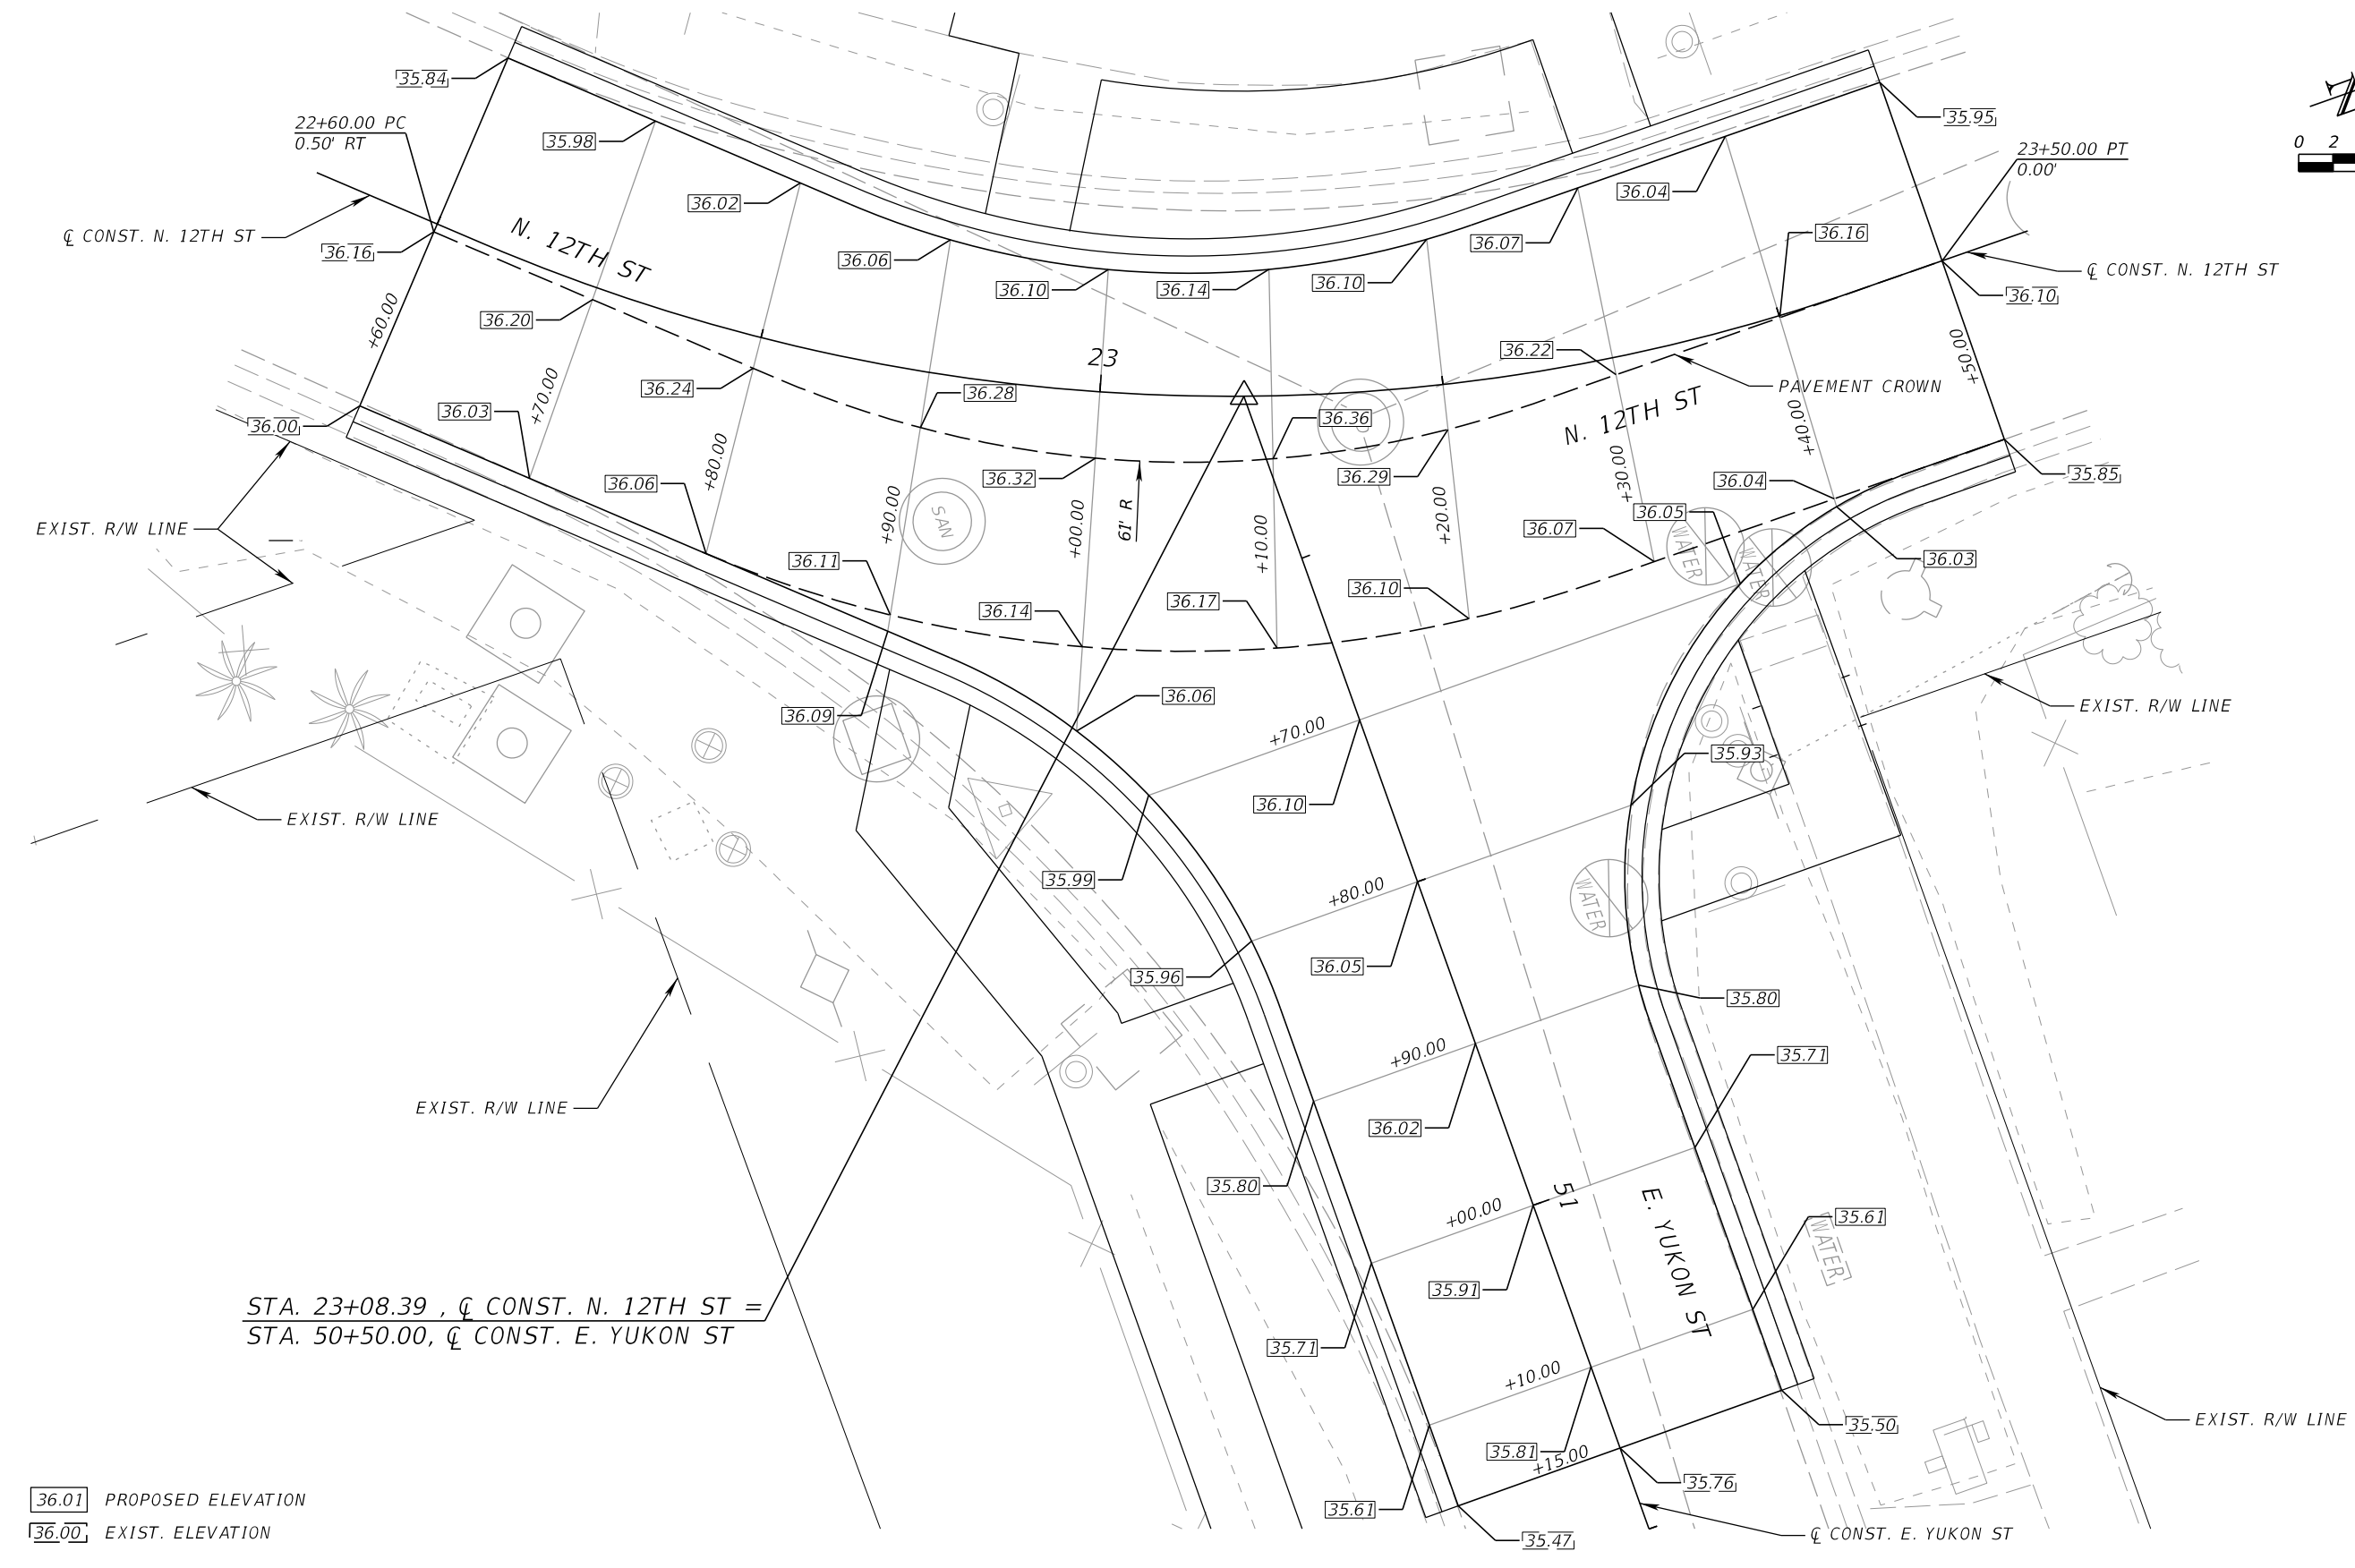 35.84
35.98
22+60.00 PC
0.50' RT
36.02
℄ CONST. N. 12TH ST
36.16
N. 12TH ST
36.06
36.10
36.14
36.10
36.07
36.04
35.95
23+50.00 PT
0.00'
36.16
℄ CONST. N. 12TH ST
36.10
0 2
N
+60.00
36.20
36.24
23
36.28
36.22
PAVEMENT CROWN
+50.00
36.00
36.03
+70.00
36.36
N. 12TH ST
+40.00
36.06
+80.00
36.32
36.29
+30.00
36.04
35.85
EXIST. R/W LINE
+90.00
SAN
+00.00
61' R
+10.00
+20.00
36.07
36.05
WATER
WATER
36.03
36.11
36.14
36.17
36.10
36.09
36.06
+70.00
35.93
EXIST. R/W LINE
EXIST. R/W LINE
36.10
35.99
+80.00
WATER
35.96
36.05
35.80
+90.00
35.71
EXIST. R/W LINE
36.02
35.80
+00.00
51
E. YUKON ST
35.61
WATER
35.91
STA. 23+08.39 , ℄ CONST. N. 12TH ST =
STA. 50+50.00, ℄ CONST. E. YUKON ST
35.71
+10.00
35.50
EXIST. R/W LINE
35.81
+15.00
35.76
35.61
35.47
℄ CONST. E. YUKON ST
36.01 PROPOSED ELEVATION
36.00 EXIST. ELEVATION